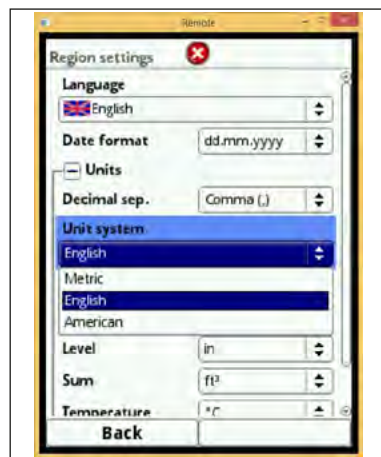 Remote
Region settings
Language
English
Date format dd.mm.yyyy
Units
Decimal sep. Comma (,)
Unit system
English
Metric
English
American
Level in
Sum ft³
Temperature °C
Back